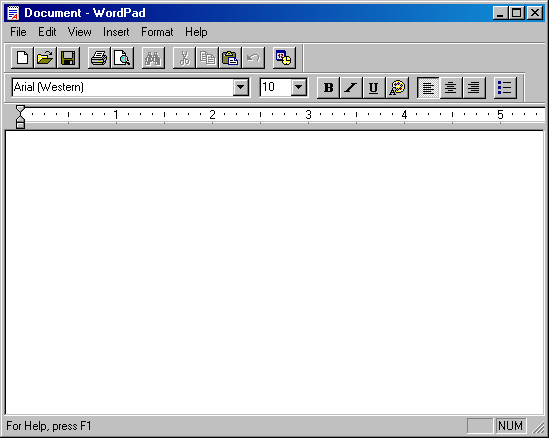 Document - WordPad
File Edit View Insert Format Help
Arial (Western) 10 B I U
1 2 3 4 5
For Help, press F1 NUM